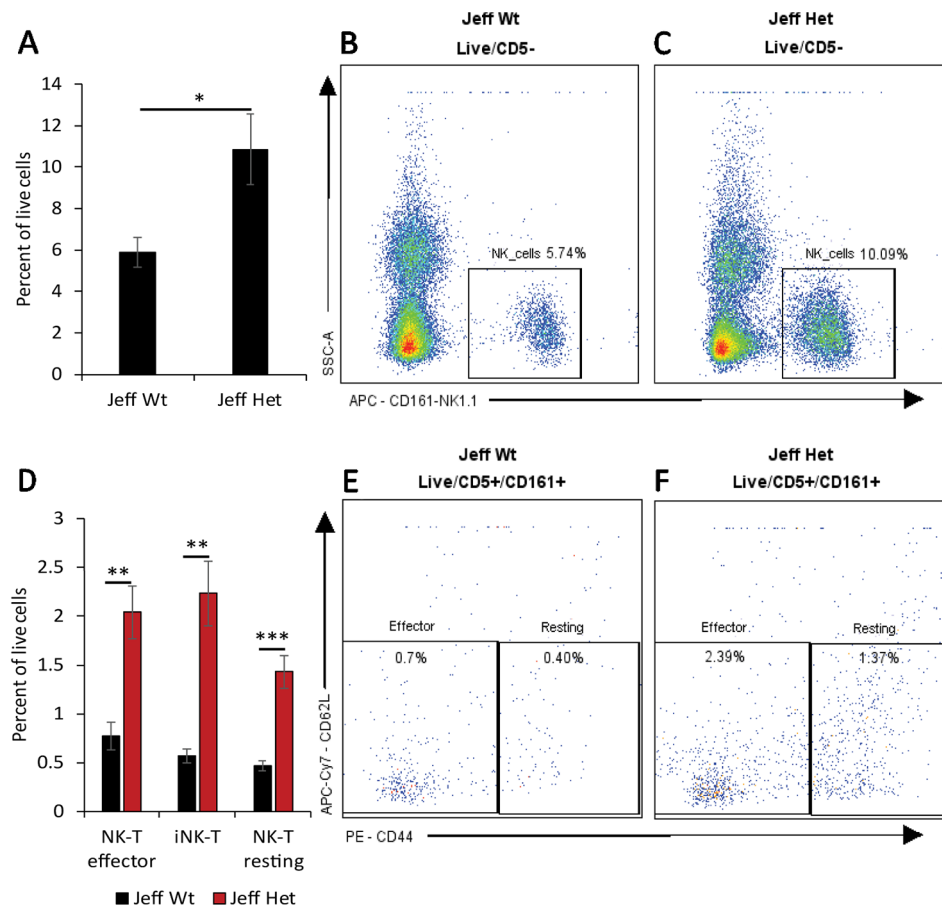 A
Percent of live cells
14
12
10
8
6
4
2
0
*
Jeff Wt
Jeff Het
B
Jeff Wt
Live/CD5-
NK_cells 5.74%
SSC-A
APC - CD161-NK1.1
C
Jeff Het
Live/CD5-
NK_cells 10.09%
D
Percent of live cells
3
2.5
2
1.5
1
0.5
0
**
**
***
NK-T
effector
iNK-T
NK-T
resting
Jeff Wt
Jeff Het
E
Jeff Wt
Live/CD5+/CD161+
Effector
Resting
0.7%
0.40%
APC-Cy7 - CD62L
PE - CD44
F
Jeff Het
Live/CD5+/CD161+
Effector
Resting
2.39%
1.37%